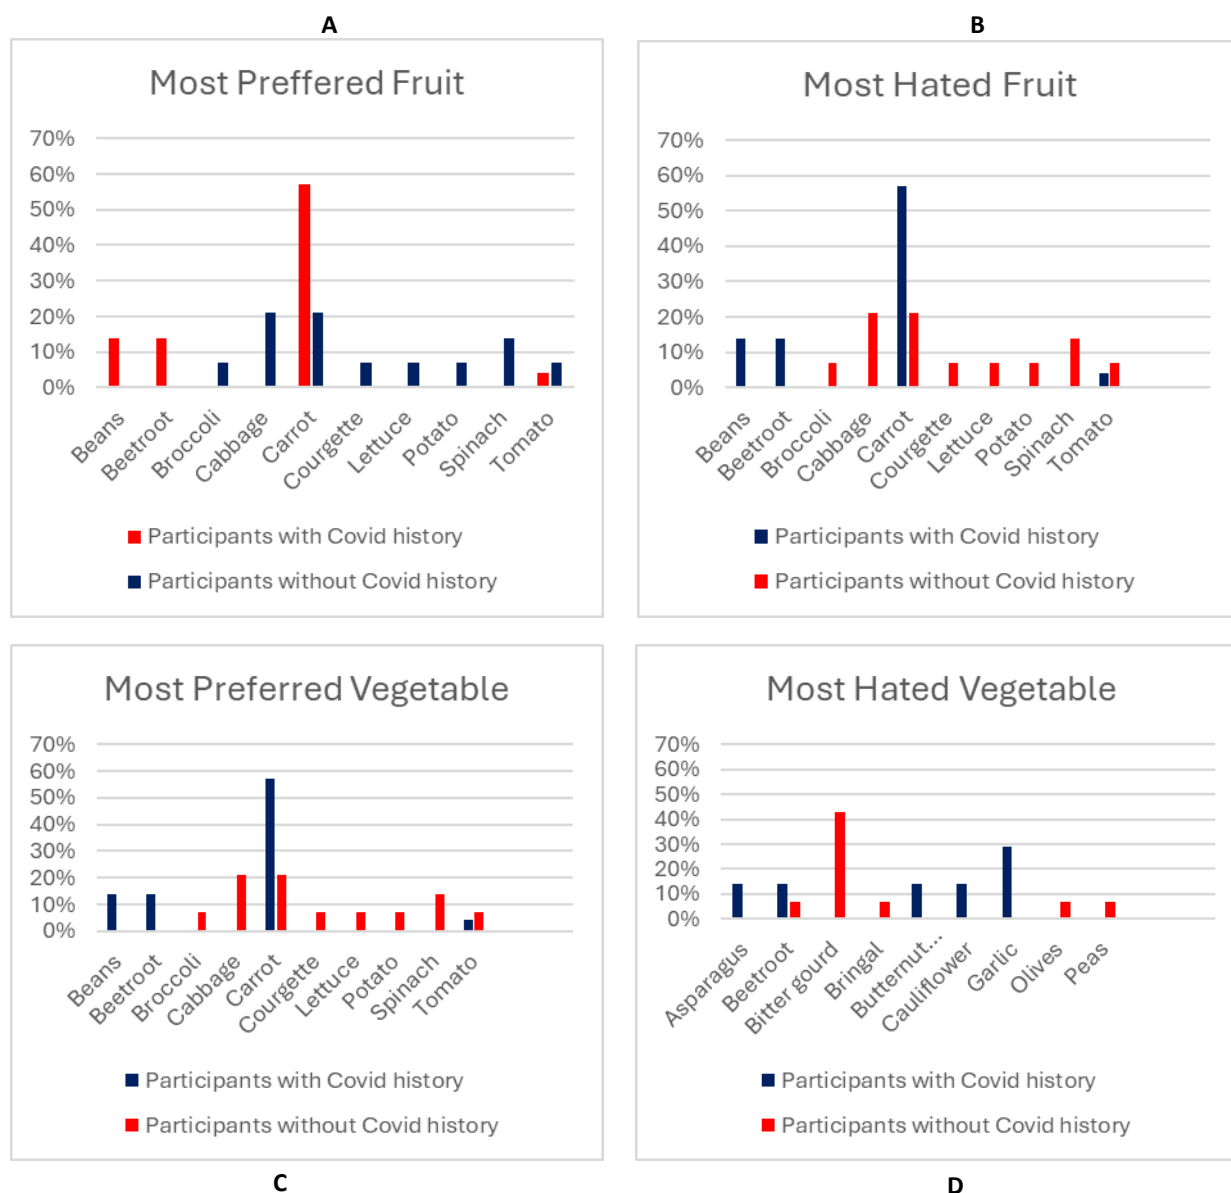 A
Most Preffered Fruit
70%
60%
50%
40%
30%
20%
10%
0%
Beans
Beetroot
Broccoli
Cabbage
Carrot
Courgette
Lettuce
Potato
Spinach
Tomato
Participants with Covid history
Participants without Covid history
B
Most Hated Fruit
70%
60%
50%
40%
30%
20%
10%
0%
Beans
Beetroot
Broccoli
Cabbage
Carrot
Courgette
Lettuce
Potato
Spinach
Tomato
Participants with Covid history
Participants without Covid history
Most Preferred Vegetable
70%
60%
50%
40%
30%
20%
10%
0%
Beans
Beetroot
Broccoli
Cabbage
Carrot
Courgette
Lettuce
Potato
Spinach
Tomato
Participants with Covid history
Participants without Covid history
C
Most Hated Vegetable
70%
60%
50%
40%
30%
20%
10%
0%
Asparagus
Beetroot
Bitter gourd
Bringal
Butternut...
Cauliflower
Garlic
Olives
Peas
Participants with Covid history
Participants without Covid history
D